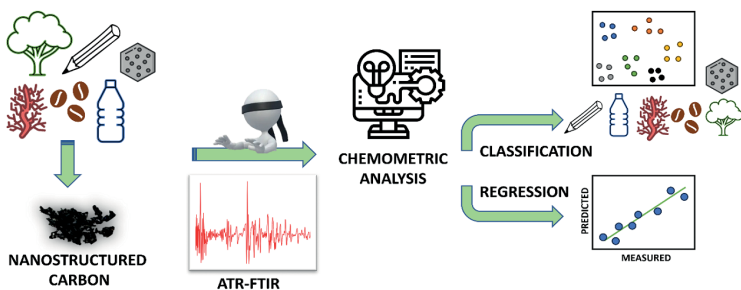 NANOSTRUCTURED
CARBON
ATR-FTIR
CHEMOMETRIC
ANALYSIS
CLASSIFICATION
REGRESSION
PREDICTED
MEASURED